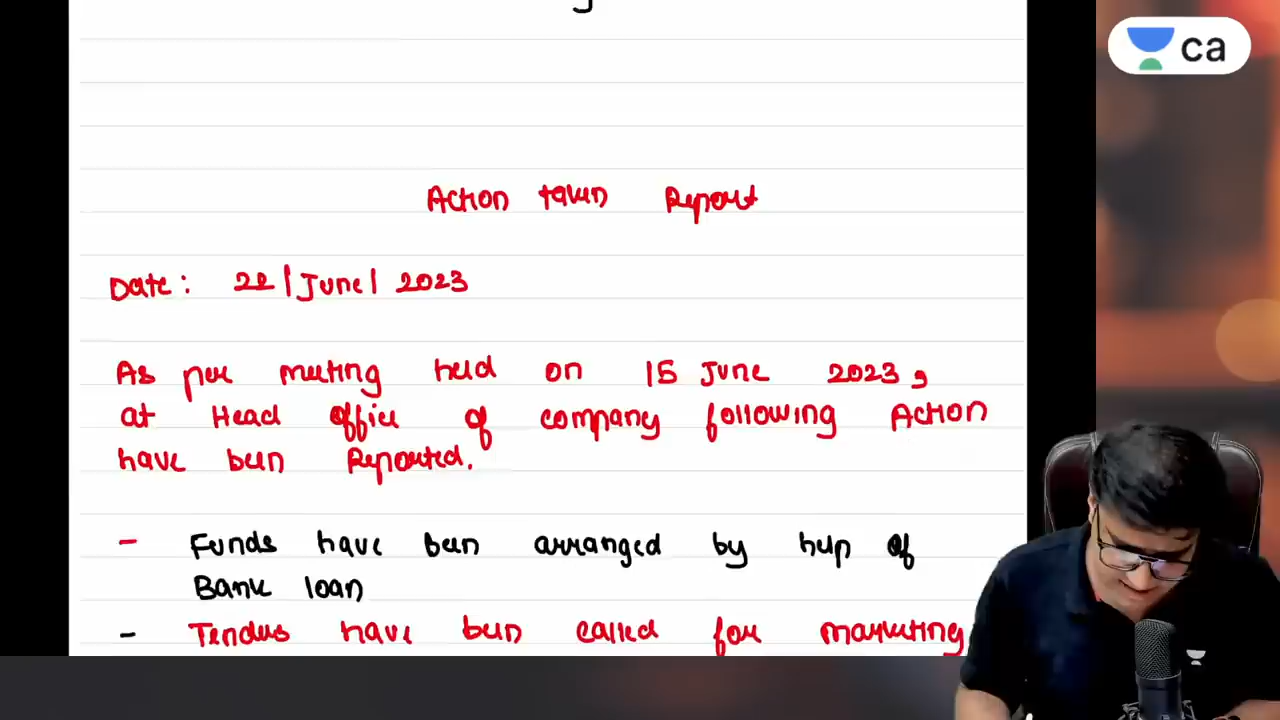 ca
Action taken Report
Date: 22/June/2023
As per meeting held on 15 June 2023,
at Head office of company following Action
have been Reported.
- Funds have been arranged by help of
Bank loan
- Tenders have been called for marketing